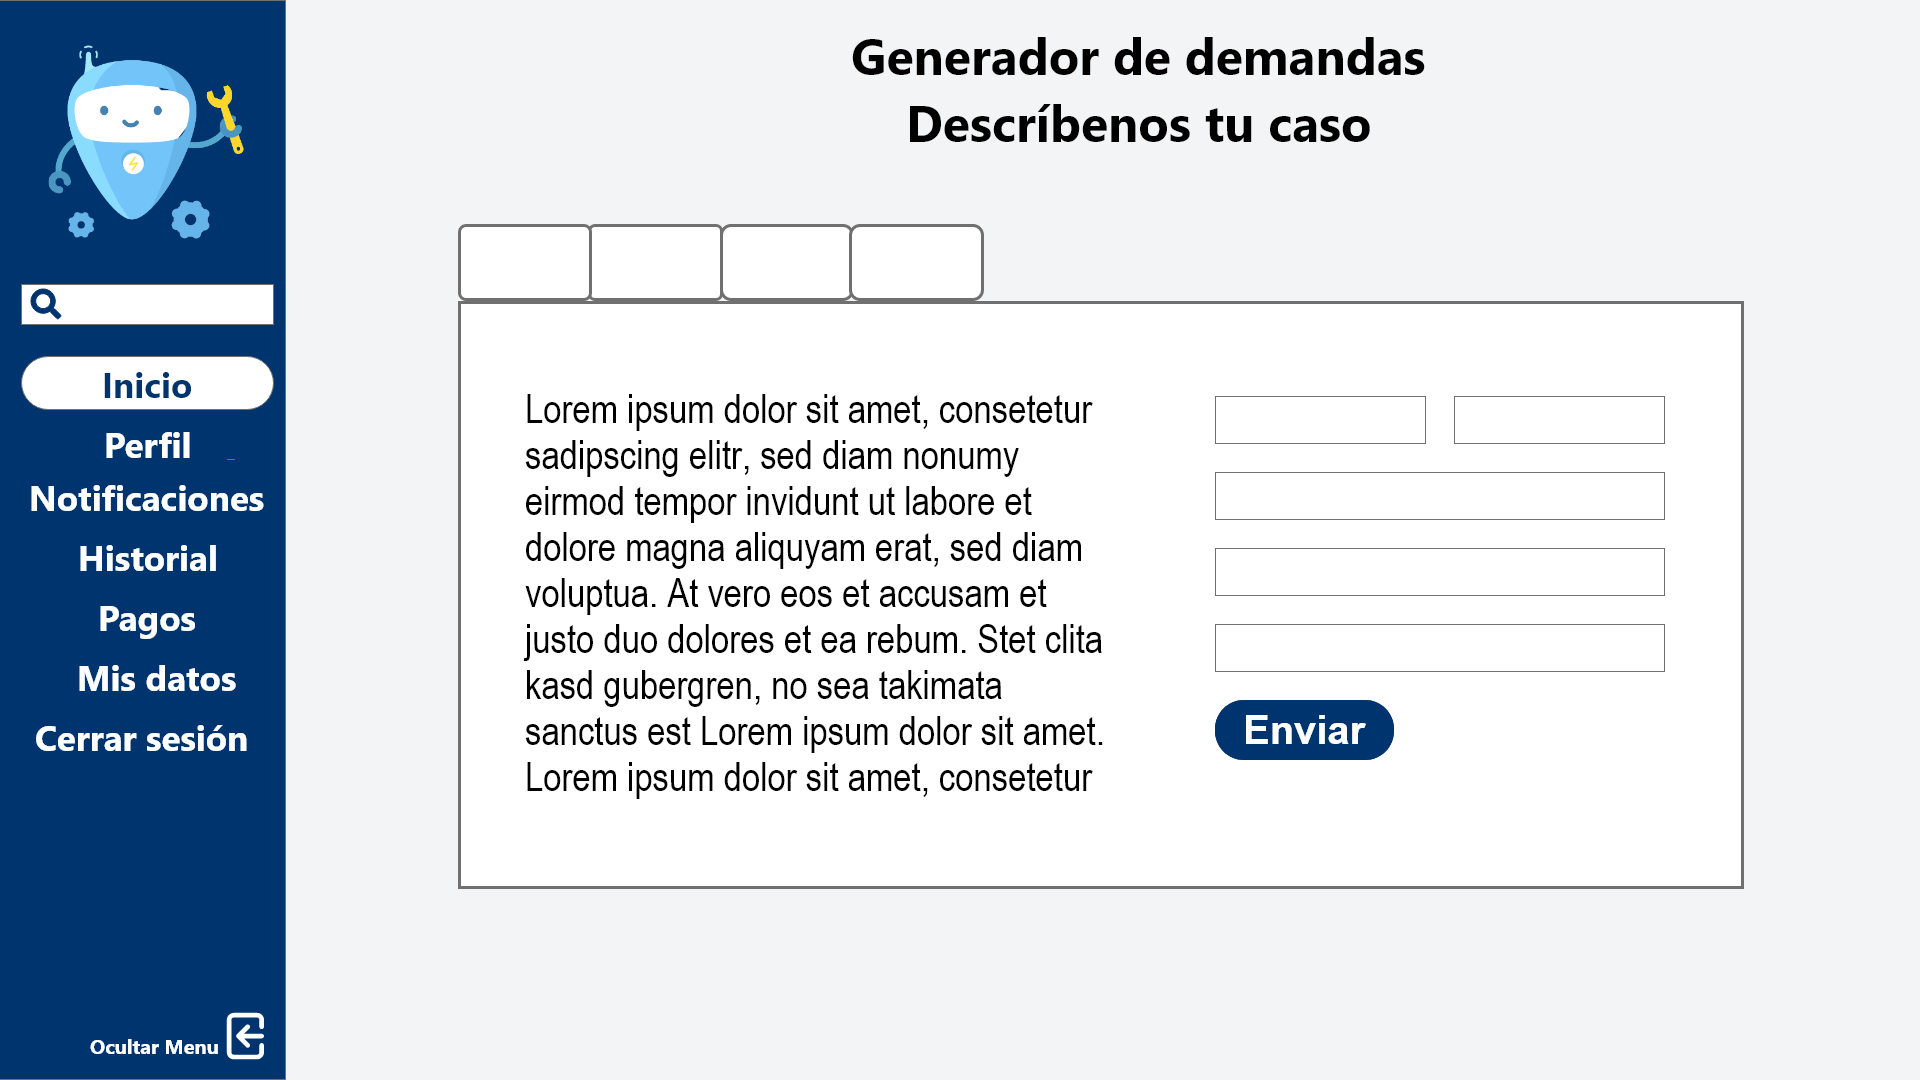 Generador de demandas
Descríbenos tu caso
Inicio
Perfil
Notificaciones
Historial
Pagos
Mis datos
Cerrar sesión
Ocultar Menu
Lorem ipsum dolor sit amet, consetetur
sadipscing elitr, sed diam nonumy
eirmod tempor invidunt ut labore et
dolore magna aliquyam erat, sed diam
voluptua. At vero eos et accusam et
justo duo dolores et ea rebum. Stet clita
kasd gubergren, no sea takimata
sanctus est Lorem ipsum dolor sit amet.
Lorem ipsum dolor sit amet, consetetur
Enviar